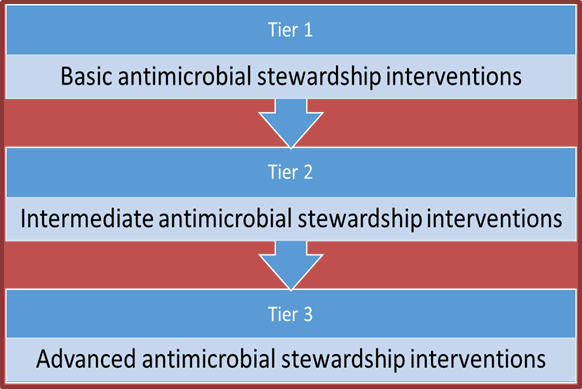 Tier 1
Basic antimicrobial stewardship interventions
Tier 2
Intermediate antimicrobial stewardship interventions
Tier 3
Advanced antimicrobial stewardship interventions